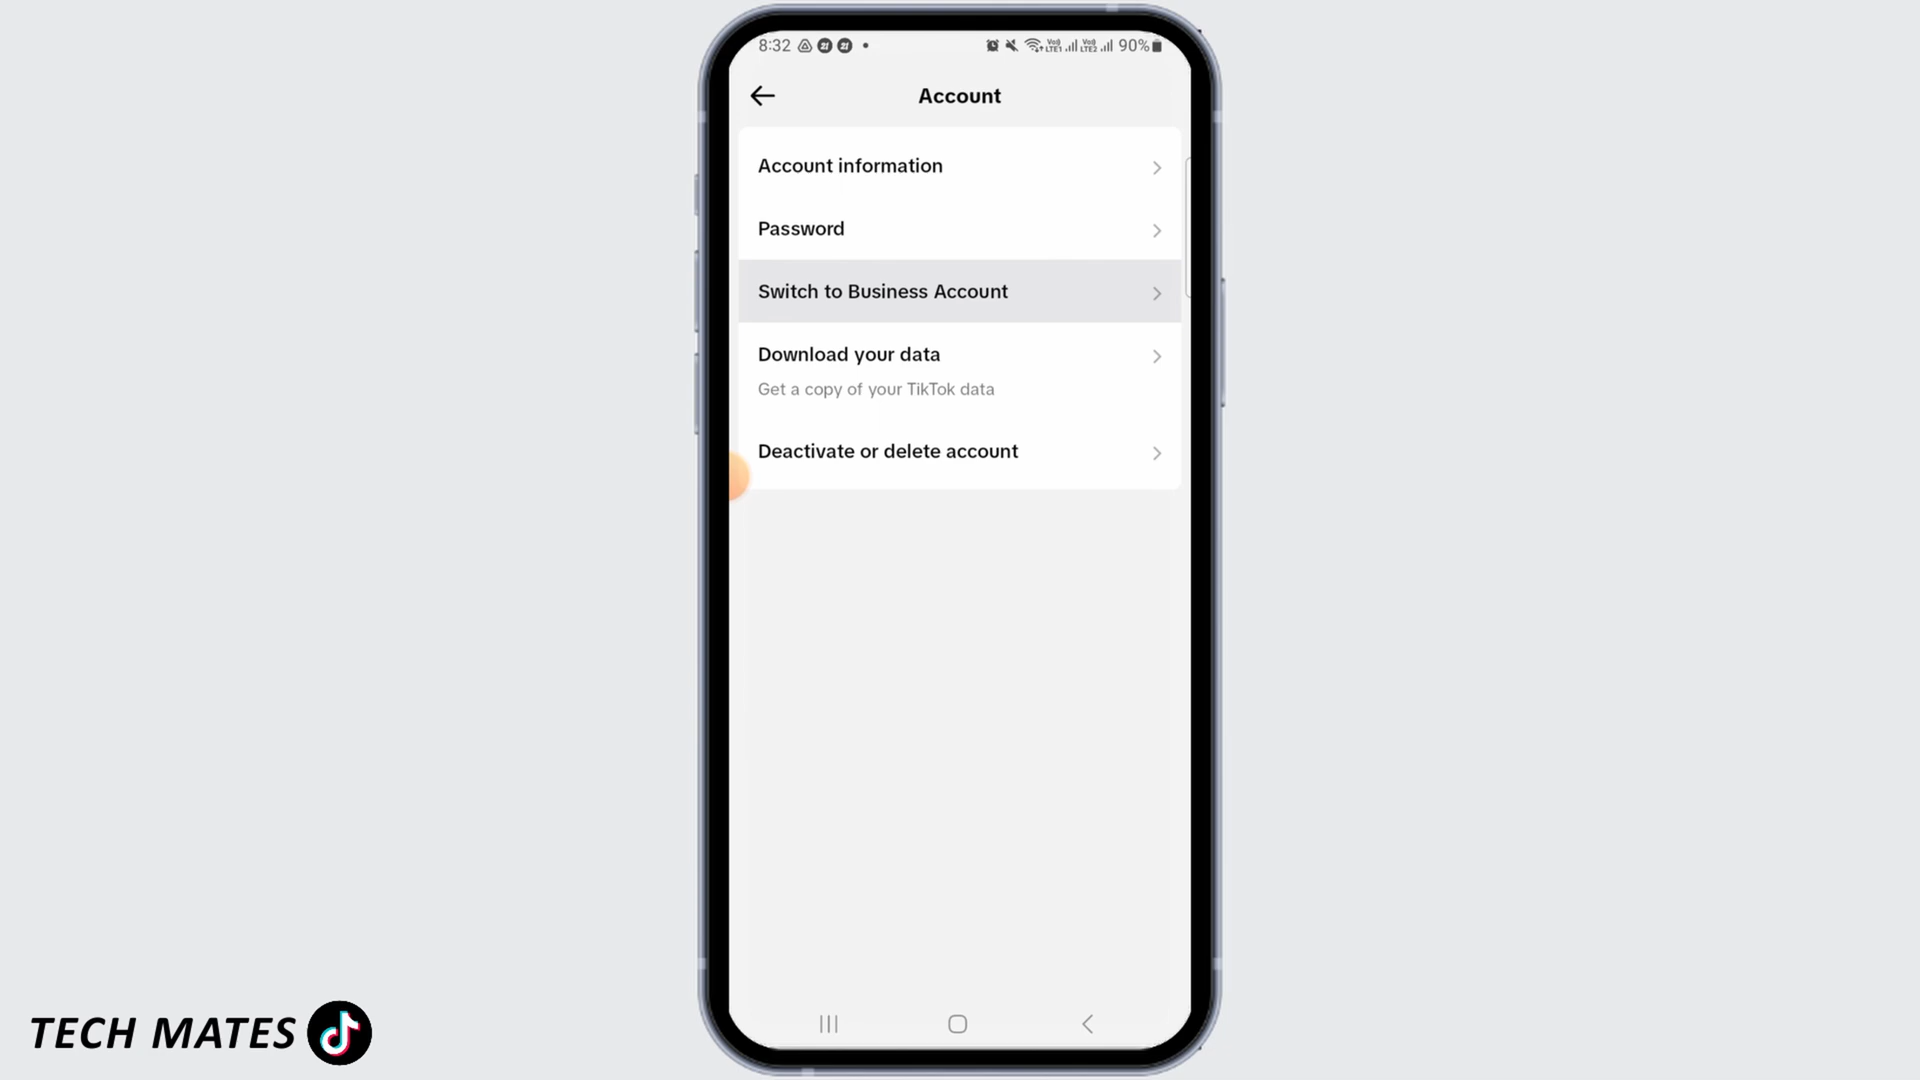 8:32 90%
Account
Account information
Password
Switch to Business Account
Download your data
Get a copy of your TikTok data
Deactivate or delete account
TECH MATES